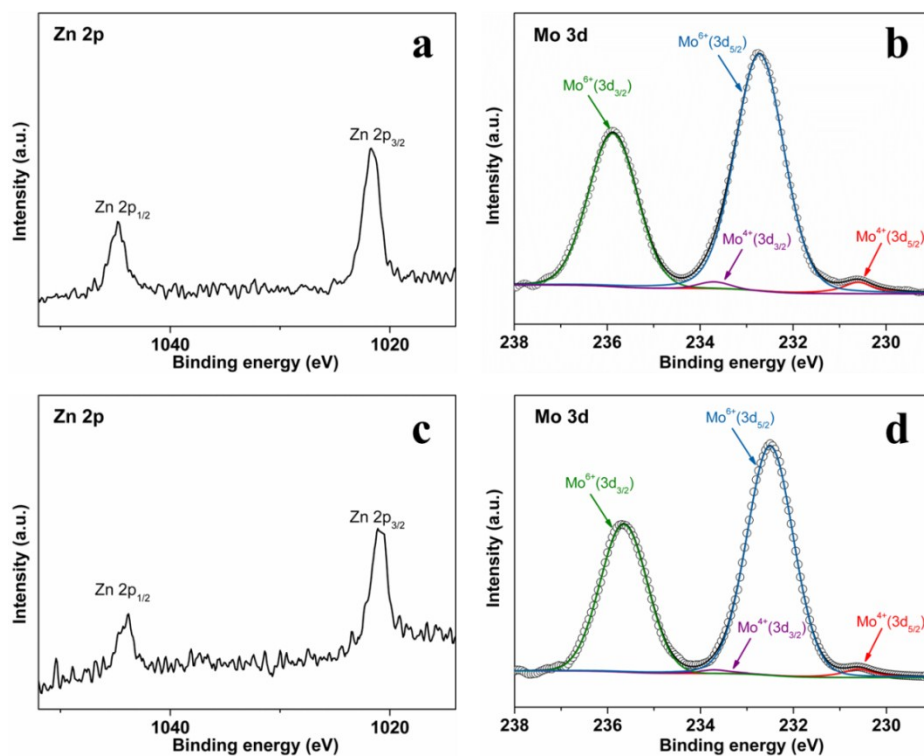 Zn 2p
a
Zn 2p3/2
Zn 2p1/2
Intensity (a.u.)
1040
1020
Binding energy (eV)
Mo 3d
b
Mo6+(3d5/2)
Mo6+(3d3/2)
Mo4+(3d3/2)
Mo4+(3d5/2)
Intensity (a.u.)
238
236
234
232
230
Binding energy (eV)
Zn 2p
c
Zn 2p3/2
Zn 2p1/2
Intensity (a.u.)
1040
1020
Binding energy (eV)
Mo 3d
d
Mo6+(3d5/2)
Mo6+(3d3/2)
Mo4+(3d3/2)
Mo4+(3d5/2)
Intensity (a.u.)
238
236
234
232
230
Binding energy (eV)